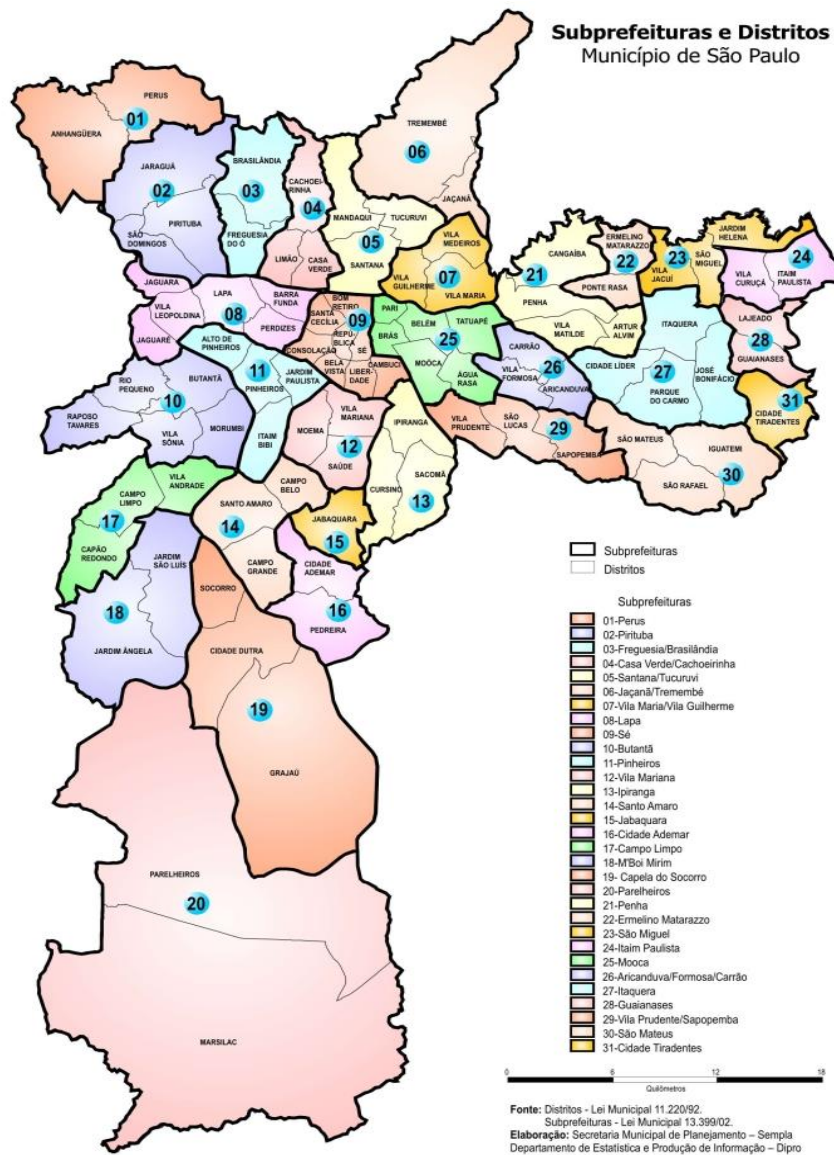 Subprefeituras e Distritos
Município de São Paulo
PERUS
01
ANHANGÜERA
TREMEMBÉ
06
JAÇANÃ
JARAGUÁ
02
PIRITUBA
SÃO
DOMINGOS
BRASILÂNDIA
03
FREGUESIA
DO Ó
CACHOEI-
RINHA
04
LIMÃO
CASA
VERDE
MANDAQUI
TUCURUVI
05
SANTANA
VILA
MEDEIROS
07
VILA
GUILHERME
VILA MARIA
CANGAÍBA
21
PENHA
VILA
MATILDE
ARTUR
ALVIM
ERMELINO
MATARAZZO
22
PONTE RASA
JARDIM
HELENA
23
SÃO
MIGUEL
VILA
JACUÍ
24
VILA
CURUÇÁ
ITAIM
PAULISTA
JAGUARA
VILA
LEOPOLDINA
JAGUARÉ
LAPA
08
BARRA
FUNDA
PERDIZES
BOM
RETIRO
09
SANTA
CECÍLIA
REPÚ
BLICA
SÉ
CONSOLAÇÃO
BELA
VISTA
LIBER-
DADE
CAMBUCI
PARI
BRÁS
BELÉM
TATUAPÉ
25
MOÓCA
ÁGUA
RASA
CARRÃO
26
VILA
FORMOSA
ARICANDUVA
ITAQUERA
CIDADE LÍDER
27
PARQUE
DO CARMO
JOSÉ
BONIFÁCIO
LAJEADO
28
GUAIANASES
31
CIDADE
TIRADENTES
ALTO DE
PINHEIROS
11
PINHEIROS
JARDIM
PAULISTA
ITAIM
BIBI
RIO
PEQUENO
BUTANTÃ
10
RAPOSO
TAVARES
VILA
SÔNIA
MORUMBI
VILA
MARIANA
MOEMA
12
SAÚDE
IPIRANGA
SACOMÃ
CURSINO
13
VILA
PRUDENTE
SÃO
LUCAS
29
SAPOPEMBA
SÃO MATEUS
IGUATEMI
SÃO RAFAEL
30
VILA
ANDRADE
CAMPO
LIMPO
17
CAPÃO
REDONDO
CAMPO
BELO
SANTO AMARO
14
CAMPO
GRANDE
JABAQUARA
15
JARDIM
SÃO LUÍS
18
JARDIM ÂNGELA
SOCORRO
CIDADE DUTRA
19
GRAJAÚ
CIDADE
ADEMAR
16
PEDREIRA
PARELHEIROS
20
MARSILAC
Subprefeituras
Distritos
Subprefeituras
01-Perus
02-Pirituba
03-Freguesia/Brasilândia
04-Casa Verde/Cachoeirinha
05-Santana/Tucuruvi
06-Jaçanã/Tremembé
07-Vila Maria/Vila Guilherme
08-Lapa
09-Sé
10-Butantã
11-Pinheiros
12-Vila Mariana
13-Ipiranga
14-Santo Amaro
15-Jabaquara
16-Cidade Ademar
17-Campo Limpo
18-M'Boi Mirim
19- Capela do Socorro
20-Parelheiros
21-Penha
22-Ermelino Matarazzo
23-São Miguel
24-Itaim Paulista
25-Mooca
26-Aricanduva/Formosa/Carrão
27-Itaquera
28-Guaianases
29-Vila Prudente/Sapopemba
30-São Mateus
31-Cidade Tiradentes
0 6 12 18
Quilômetros
Fonte: Distritos - Lei Municipal 11.220/92.
Subprefeituras - Lei Municipal 13.399/02.
Elaboração: Secretaria Municipal de Planejamento – Sempla
Departamento de Estatística e Produção de Informação – Dipro